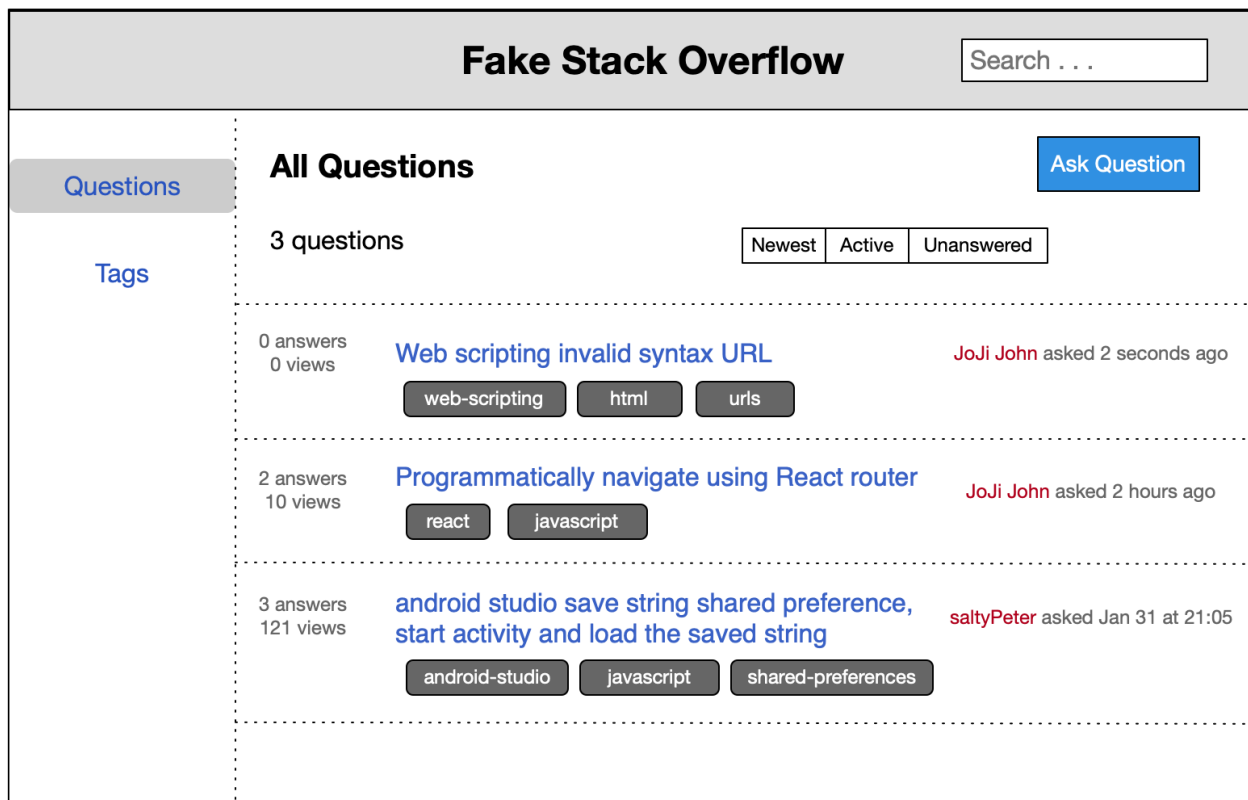 Fake Stack Overflow
Search . . .
Questions
Tags
All Questions
Ask Question
3 questions
Newest
Active
Unanswered
0 answers
0 views
Web scripting invalid syntax URL
web-scripting
html
urls
JoJi John asked 2 seconds ago
2 answers
10 views
Programmatically navigate using React router
react
javascript
JoJi John asked 2 hours ago
3 answers
121 views
android studio save string shared preference,
start activity and load the saved string
android-studio
javascript
shared-preferences
saltyPeter asked Jan 31 at 21:05